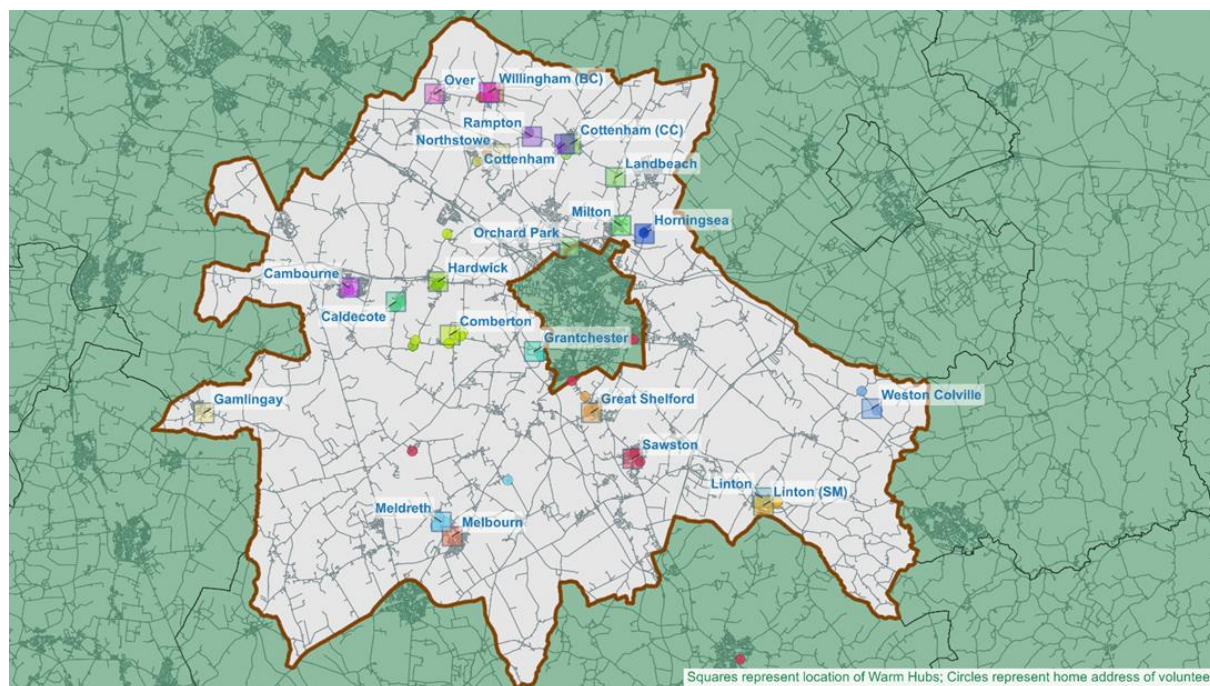 Over
Willingham (BC)
Rampton
Cottenham (CC)
Northstowe
Cottenham
Landbeach
Milton
Horningsea
Orchard Park
Cambourne
Hardwick
Caldecote
Comberton
Grantchester
Gamlingay
Great Shelford
Weston Colville
Sawston
Linton
Linton (SM)
Meldreth
Melbourn
Squares represent location of Warm Hubs; Circles represent home address of voluntee